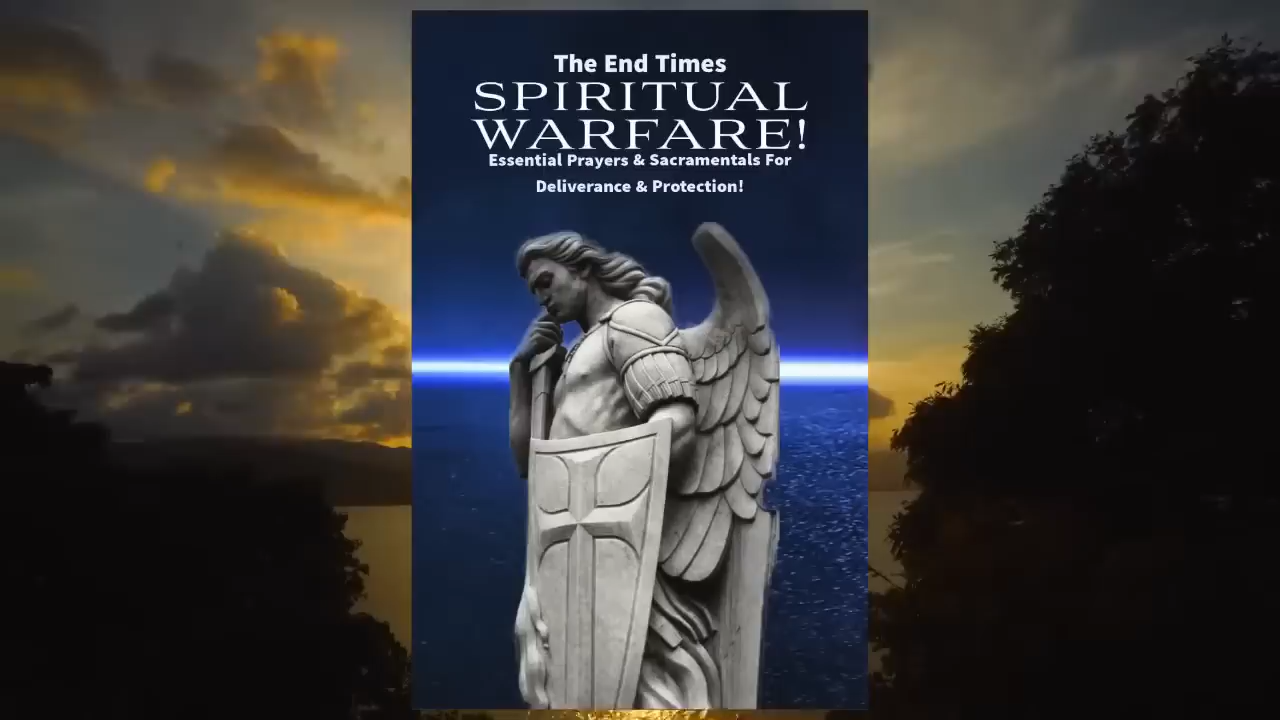 The End Times
SPIRITUAL
WARFARE!
Essential Prayers & Sacramentals For
Deliverance & Protection!